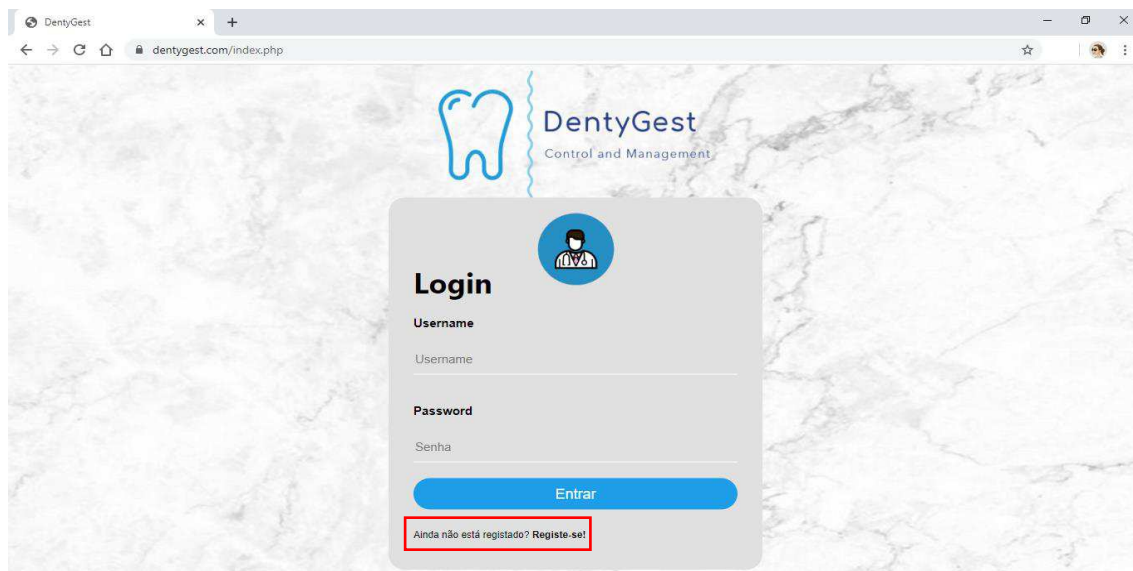 DentyGest
dentygest.com/index.php
DentyGest
Control and Management
Login
Username
Username
Password
Senha
Entrar
Ainda não está registado? Registe-se!